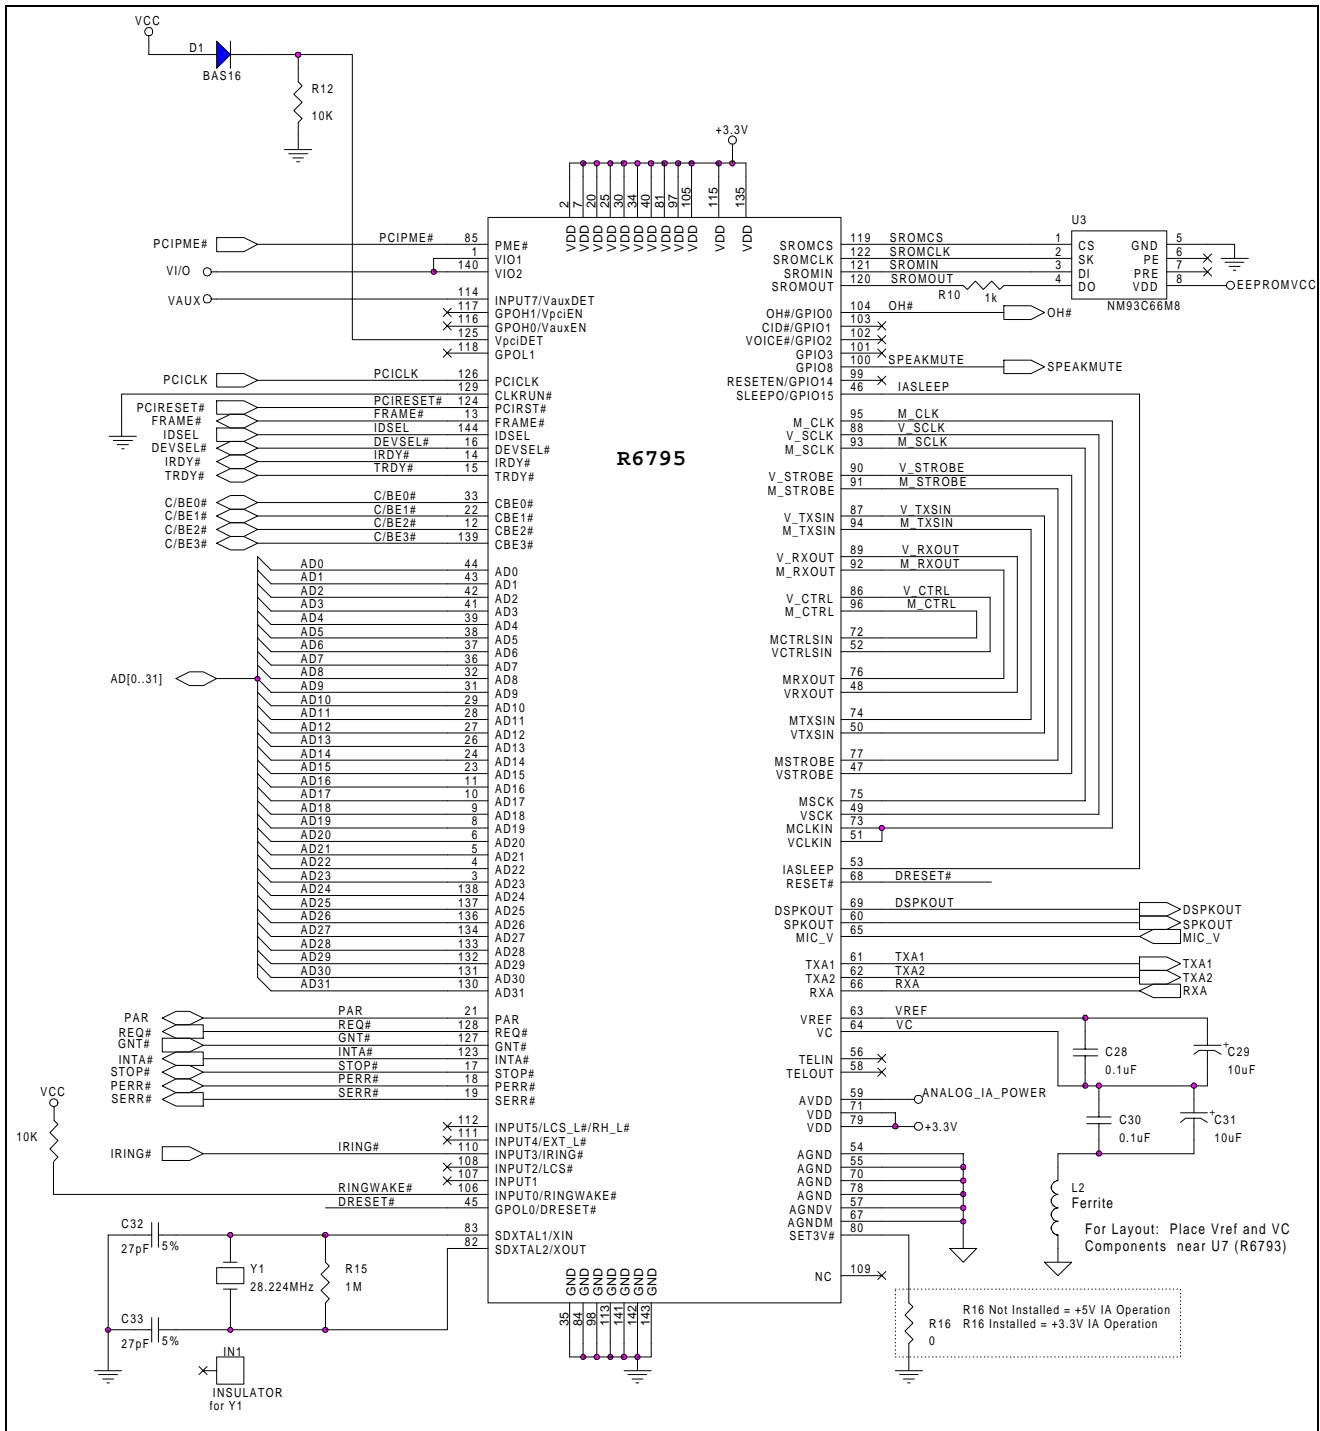 VCC
D1
BAS16
R12
10K
+3.3V
2 7 20 25 30 34 40 81 97 105 115 135
VDD VDD VDD VDD VDD VDD VDD VDD VDD VDD VDD VDD
R6795
PCIPME# PCIPME# 85 PME#
1 VIO1
VI/O 140 VIO2
VAUX 114 INPUT7/VauxDET
117 GPOH1/VpciEN
116 GPOH0/VauxEN
125 VpciDET
118 GPOL1
PCICLK PCICLK 126 PCICLK
129 CLKRUN#
PCIRESET# PCIRESET# 124 PCIRST#
FRAME# FRAME# 13 FRAME#
IDSEL IDSEL 144 IDSEL
DEVSEL# DEVSEL# 16 DEVSEL#
IRDY# IRDY# 14 IRDY#
TRDY# TRDY# 15 TRDY#
C/BE0# C/BE0# 33 CBE0#
C/BE1# C/BE1# 22 CBE1#
C/BE2# C/BE2# 12 CBE2#
C/BE3# C/BE3# 139 CBE3#
AD[0..31]
AD0 44 AD0
AD1 43 AD1
AD2 42 AD2
AD3 41 AD3
AD4 39 AD4
AD5 38 AD5
AD6 37 AD6
AD7 36 AD7
AD8 32 AD8
AD9 31 AD9
AD10 29 AD10
AD11 28 AD11
AD12 27 AD12
AD13 26 AD13
AD14 24 AD14
AD15 23 AD15
AD16 11 AD16
AD17 10 AD17
AD18 9 AD18
AD19 8 AD19
AD20 6 AD20
AD21 5 AD21
AD22 4 AD22
AD23 3 AD23
AD24 138 AD24
AD25 137 AD25
AD26 136 AD26
AD27 134 AD27
AD28 133 AD28
AD29 132 AD29
AD30 131 AD30
AD31 130 AD31
PAR PAR 21 PAR
REQ# REQ# 128 REQ#
GNT# GNT# 127 GNT#
INTA# INTA# 123 INTA#
STOP# STOP# 17 STOP#
PERR# PERR# 18 PERR#
SERR# SERR# 19 SERR#
VCC
10K
112 INPUT5/LCS_L#/RH_L#
111 INPUT4/EXT_L#
IRING# IRING# 110 INPUT3/IRING#
108 INPUT2/LCS#
107 INPUT1
RINGWAKE# 106 INPUT0/RINGWAKE#
DRESET# 45 GPOL0/DRESET#
83 SDXTAL1/XIN
82 SDXTAL2/XOUT
C32
27pF 5%
Y1
28.224MHz
R15
1M
C33
27pF 5%
IN1
INSULATOR
for Y1
GND GND GND GND GND GND GND
35 84 98 113 141 142 143
SROMCS 119 SROMCS 1 CS
SROMCLK 122 SROMCLK 2 SK
SROMIN 121 SROMIN 3 DI
SROMOUT 120 SROMOUT 4 DO
R10 1k
U3
GND 5
PE 6
PRE 7
VDD 8 EEPROMVCC
NM93C66M8
OH#/GPIO0 104 OH# OH#
CID#/GPIO1 103
VOICE#/GPIO2 102
GPIO3 101
GPIO8 100 SPEAKMUTE SPEAKMUTE
RESETEN/GPIO14 99
SLEEPO/GPIO15 46 IASLEEP
M_CLK 95 M_CLK
V_SCLK 88 V_SCLK
M_SCLK 93 M_SCLK
V_STROBE 90 V_STROBE
M_STROBE 91 M_STROBE
V_TXSIN 87 V_TXSIN
M_TXSIN 94 M_TXSIN
V_RXOUT 89 V_RXOUT
M_RXOUT 92 M_RXOUT
V_CTRL 86 V_CTRL
M_CTRL 96 M_CTRL
MCTRLSIN 72
VCTRLSIN 52
MRXOUT 76
VRXOUT 48
MTXSIN 74
VTXSIN 50
MSTROBE 77
VSTROBE 47
MSCK 75
VSCK 49
MCLKIN 73
VCLKIN 51
IASLEEP 53
RESET# 68 DRESET#
DSPKOUT 69 DSPKOUT DSPKOUT
SPKOUT 60 SPKOUT
MIC_V 65 MIC_V
TXA1 61 TXA1 TXA1
TXA2 62 TXA2 TXA2
RXA 66 RXA RXA
VREF 63 VREF
VC 64 VC
C28
0.1uF
+ C29
10uF
TELIN 56
TELOUT 58
AVDD 59 ANALOG_IA_POWER
VDD 71
VDD 79 +3.3V
C30
0.1uF
+ C31
10uF
AGND 54
AGND 55
AGND 70
AGND 78
AGNDV 57
AGNDM 67
SET3V# 80
NC 109
L2
Ferrite
For Layout: Place Vref and VC
Components near U7 (R6793)
R16 Not Installed = +5V IA Operation
R16 R16 Installed = +3.3V IA Operation
0